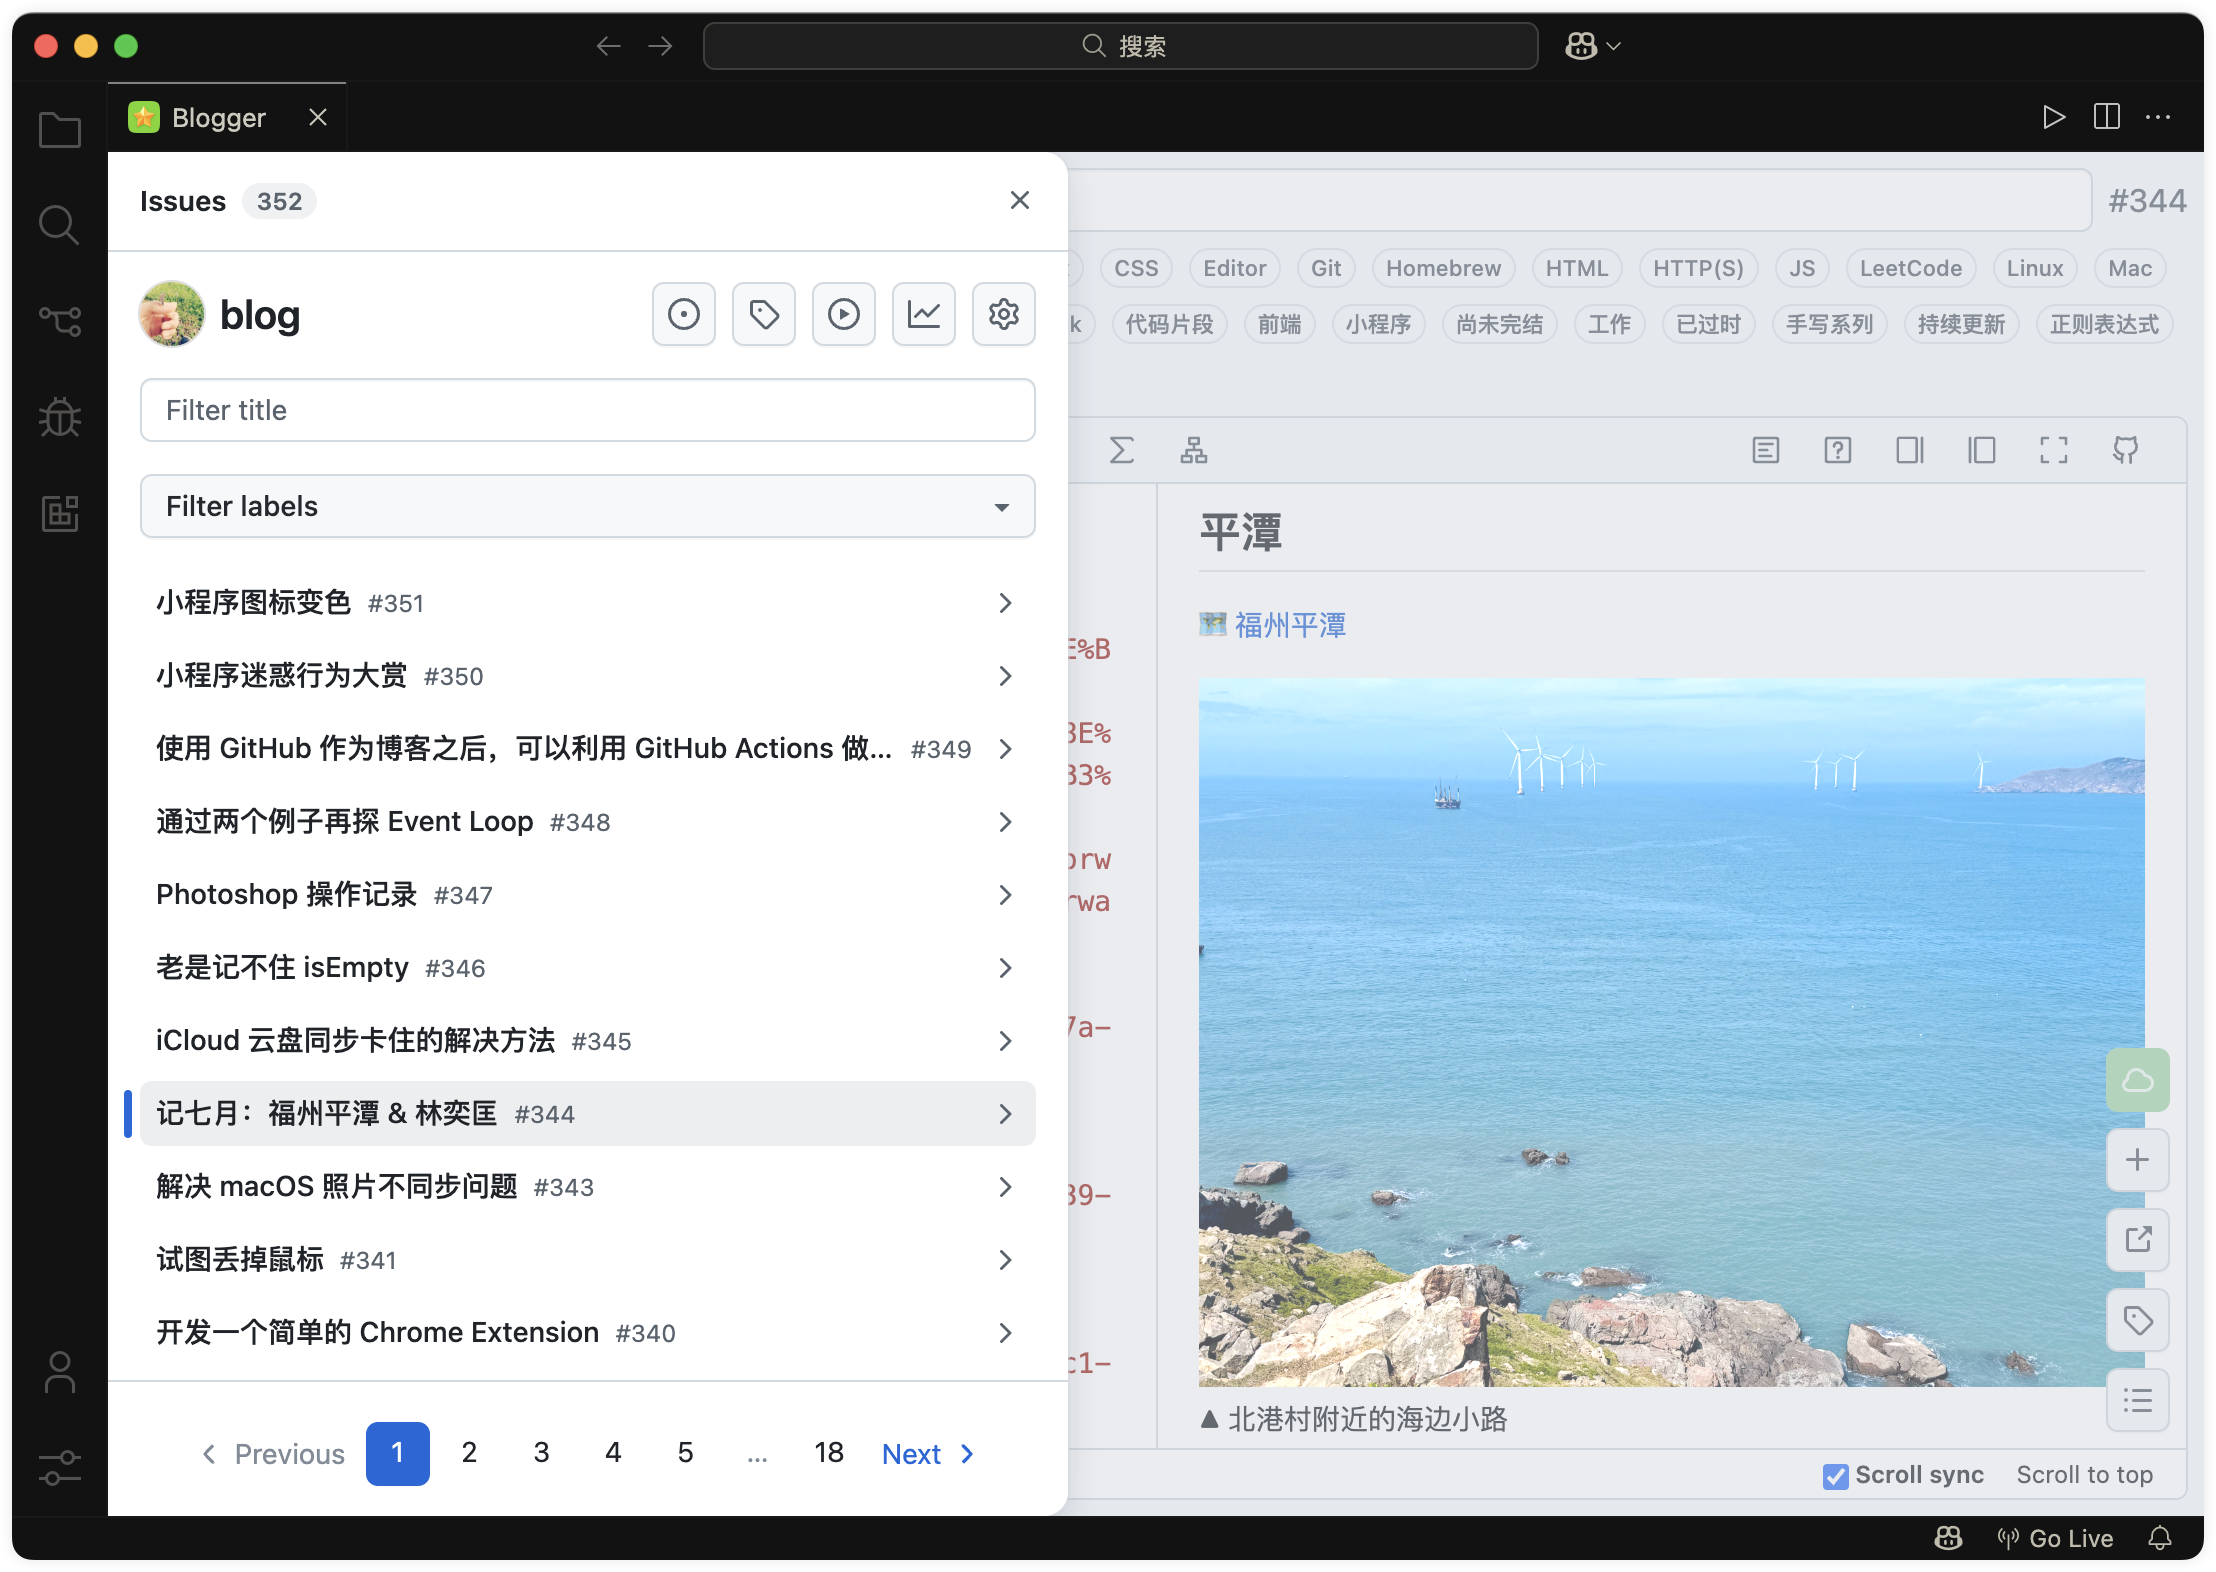 搜索
Blogger
Issues 352
#344
CSS Editor Git Homebrew HTML HTTP(S) JS LeetCode Linux Mac
blog
k 代码片段 前端 小程序 尚未完结 工作 已过时 手写系列 持续更新 正则表达式
Filter title
Filter labels
平潭
小程序图标变色 #351
福州平潭
E%B
小程序迷惑行为大赏 #350
3E%
使用 GitHub 作为博客之后，可以利用 GitHub Actions 做... #349
33%
通过两个例子再探 Event Loop #348
orw
Photoshop 操作记录 #347
rwa
老是记不住 isEmpty #346
7a-
iCloud 云盘同步卡住的解决方法 #345
记七月：福州平潭 & 林奕匡 #344
解决 macOS 照片不同步问题 #343
39-
试图丢掉鼠标 #341
开发一个简单的 Chrome Extension #340
c1-
▲ 北港村附近的海边小路
Previous 1 2 3 4 5 ... 18 Next
Scroll sync Scroll to top
Go Live